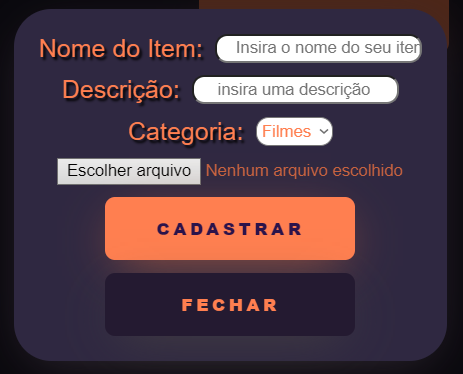 Nome do Item: Insira o nome do seu iter
Descrição: insira uma descrição
Categoria: Filmes
Escolher arquivo Nenhum arquivo escolhido
CADASTRAR
FECHAR